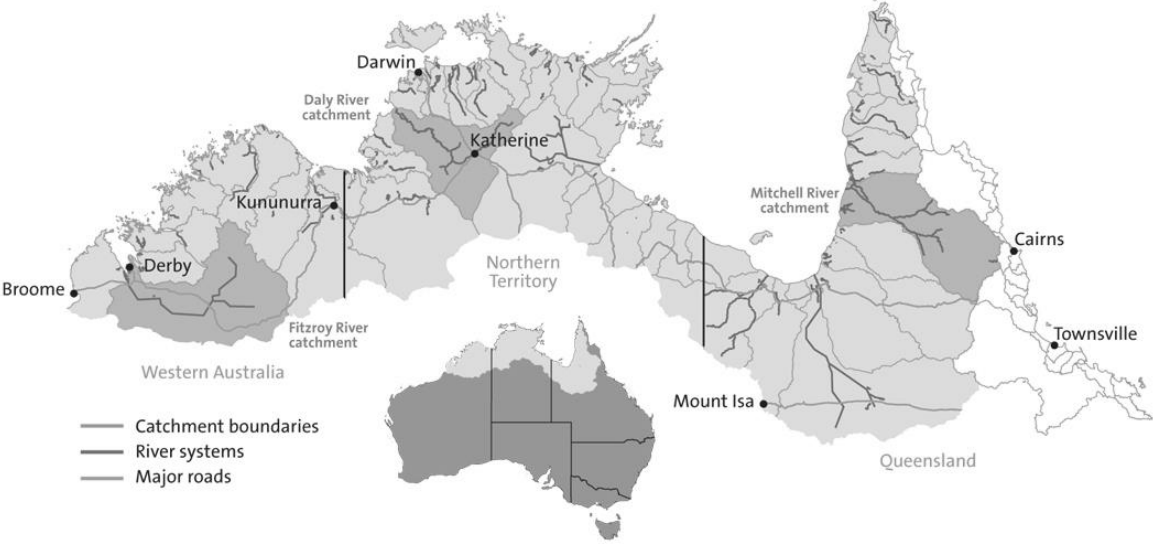 Darwin
Daly River
catchment
Katherine
Kununurra
Mitchell River
catchment
Derby
Cairns
Broome
Northern
Territory
Fitzroy River
catchment
Townsville
Western Australia
Mount Isa
Catchment boundaries
River systems
Major roads
Queensland